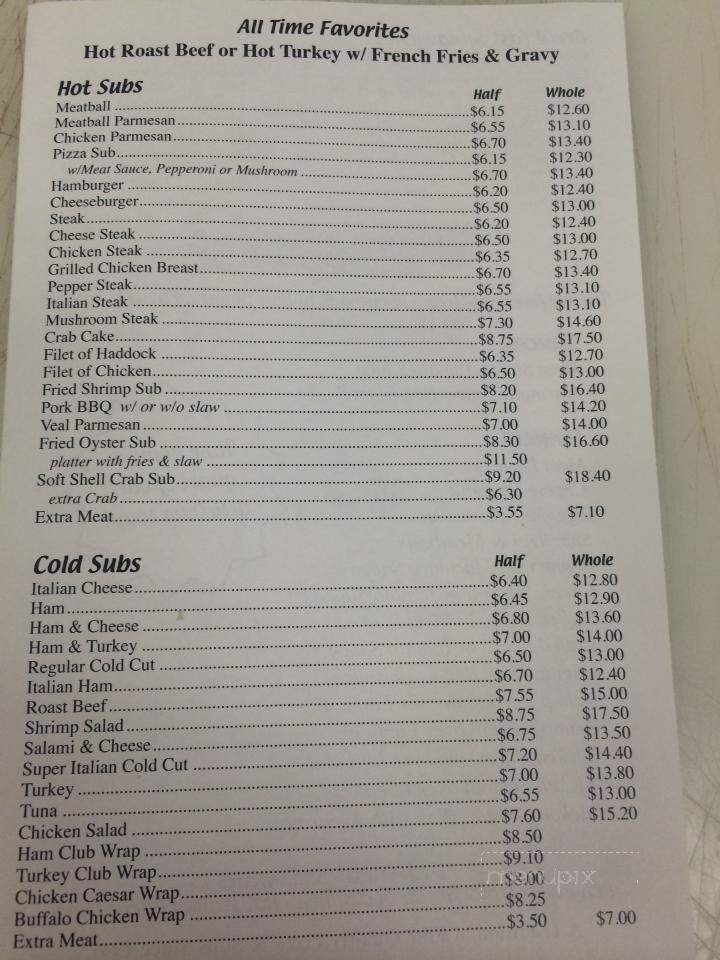 All Time Favorites
Hot Roast Beef or Hot Turkey w/ French Fries & Gravy
Hot Subs Half Whole
Meatball $6.15 $12.60
Meatball Parmesan $6.55 $13.10
Chicken Parmesan $6.70 $13.40
Pizza Sub $6.15 $12.30
w/Meat Sauce, Pepperoni or Mushroom $6.70 $13.40
Hamburger $6.20 $12.40
Cheeseburger $6.50 $13.00
Steak $6.20 $12.40
Cheese Steak $6.50 $13.00
Chicken Steak $6.35 $12.70
Grilled Chicken Breast $6.70 $13.40
Pepper Steak $6.55 $13.10
Italian Steak $6.55 $13.10
Mushroom Steak $7.30 $14.60
Crab Cake $8.75 $17.50
Filet of Haddock $6.35 $12.70
Filet of Chicken $6.50 $13.00
Fried Shrimp Sub $8.20 $16.40
Pork BBQ w/ or w/o slaw $7.10 $14.20
Veal Parmesan $7.00 $14.00
Fried Oyster Sub $8.30 $16.60
platter with fries & slaw $11.50
Soft Shell Crab Sub $9.20 $18.40
extra Crab $6.30
Extra Meat $3.55 $7.10
Cold Subs Half Whole
Italian Cheese $6.40 $12.80
Ham $6.45 $12.90
Ham & Cheese $6.80 $13.60
Ham & Turkey $7.00 $14.00
Regular Cold Cut $6.50 $13.00
Italian Ham $6.70 $12.40
Roast Beef $7.55 $15.00
Shrimp Salad $8.75 $17.50
Salami & Cheese $6.75 $13.50
Super Italian Cold Cut $7.20 $14.40
Turkey $7.00 $13.80
Tuna $6.55 $13.00
Chicken Salad $7.60 $15.20
Ham Club Wrap $8.50
Turkey Club Wrap $9.10
Chicken Caesar Wrap $8.00
Buffalo Chicken Wrap $8.25
Extra Meat $3.50 $7.00
menupix